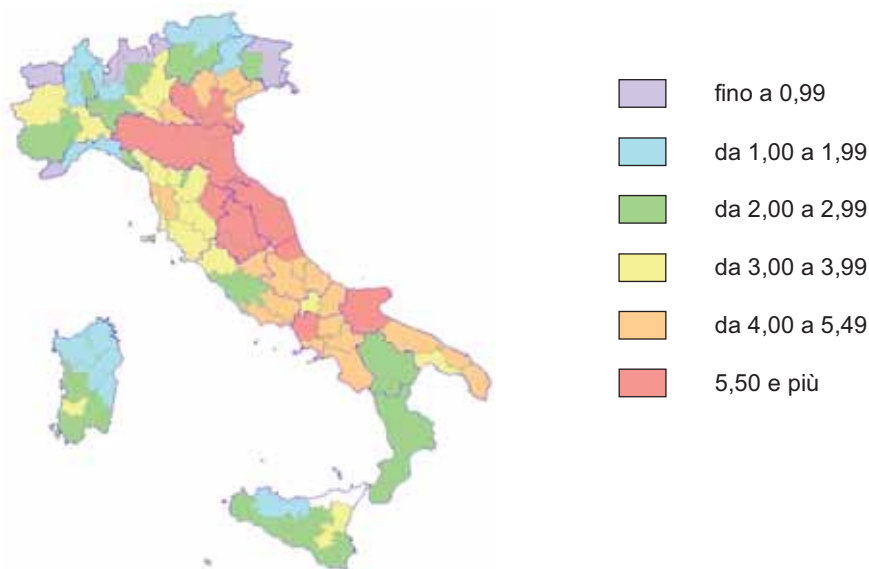 fino a 0,99
da 1,00 a 1,99
da 2,00 a 2,99
da 3,00 a 3,99
da 4,00 a 5,49
5,50 e più